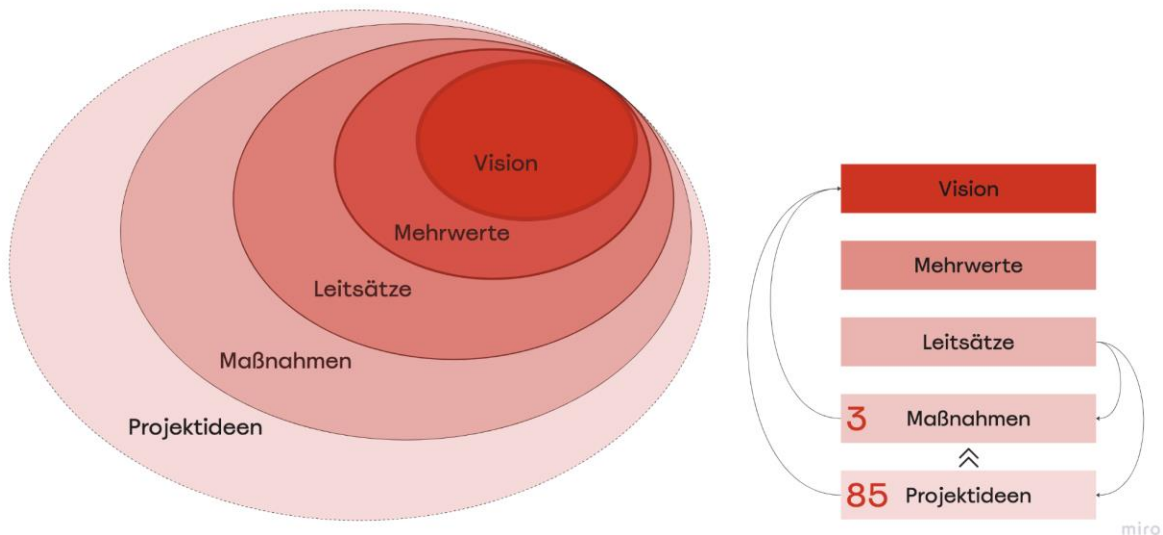 Vision
Mehrwerte
Leitsätze
Maßnahmen
Projektideen
Vision
Mehrwerte
Leitsätze
3 Maßnahmen
85 Projektideen
miro